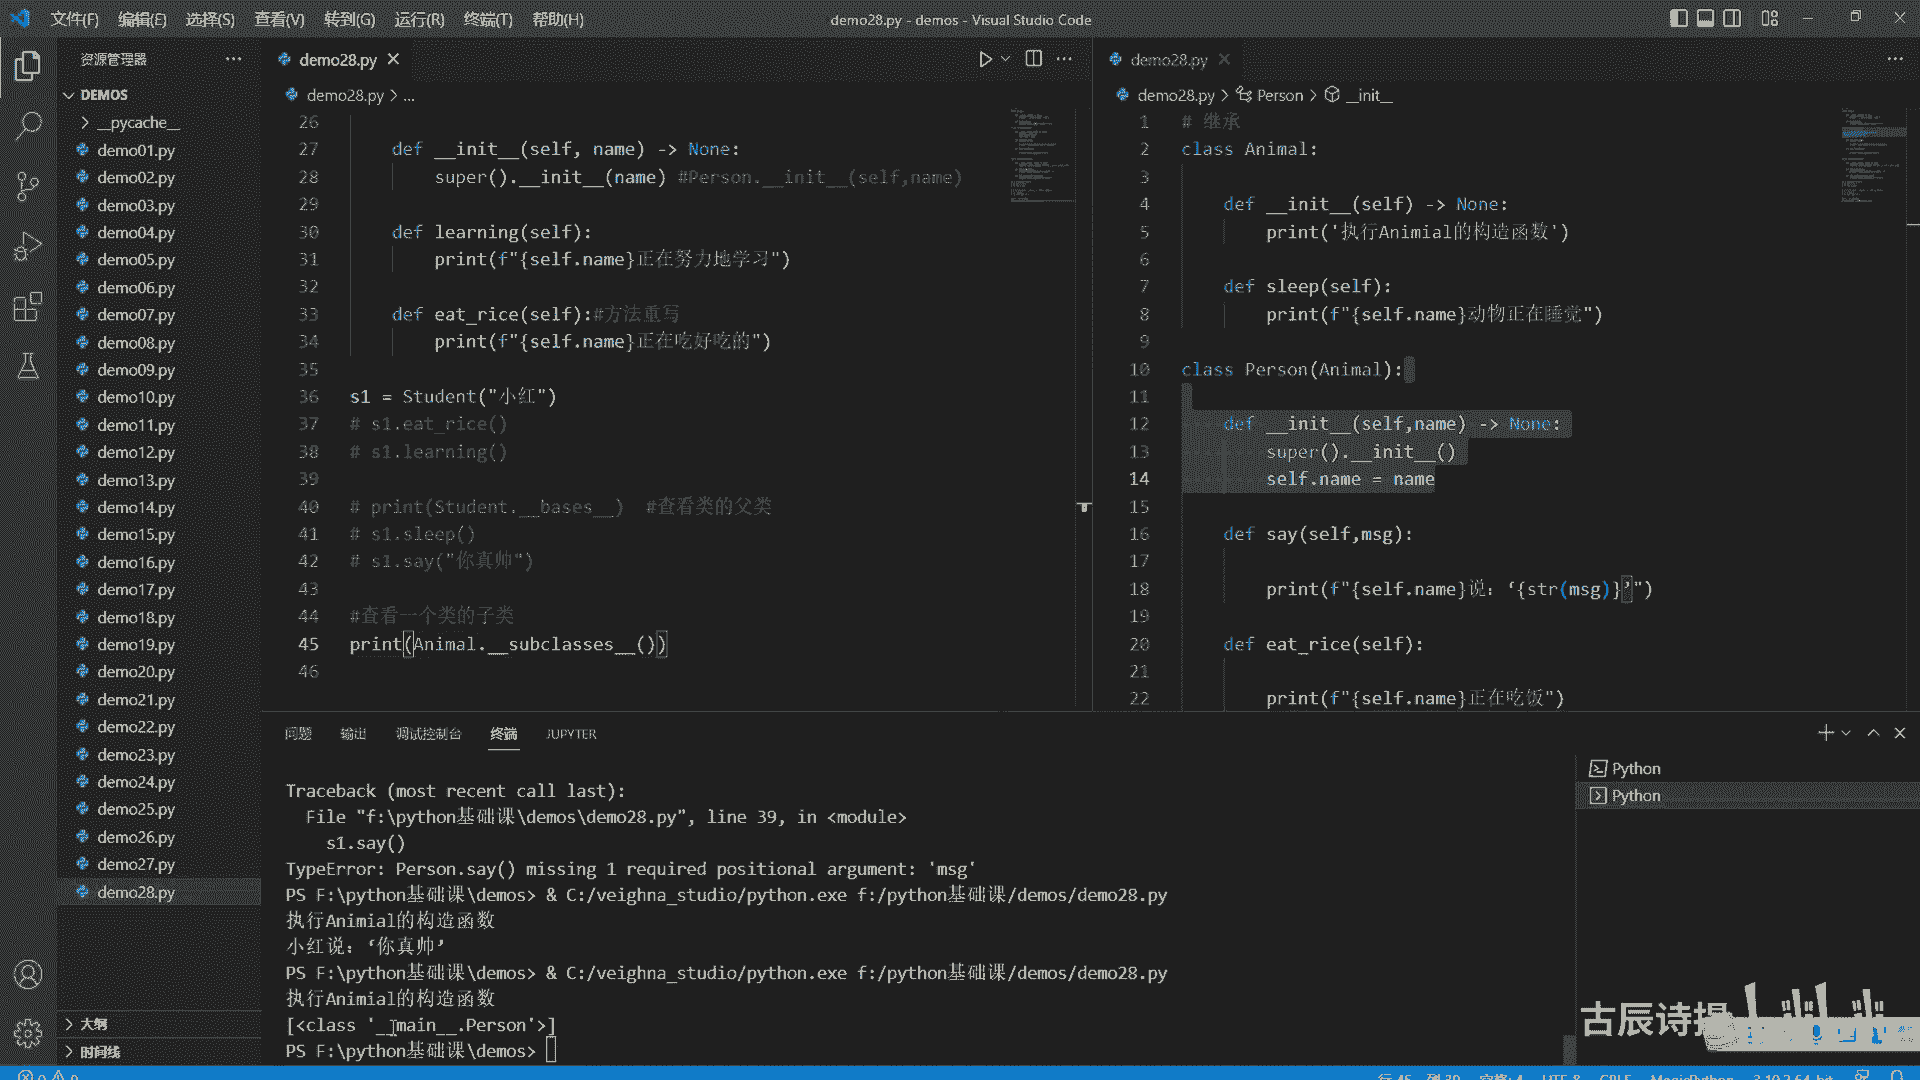 文件(F) 编辑(E) 选择(S) 查看(V) 转到(G) 运行(R) 终端(T) 帮助(H)
demo28.py - demos - Visual Studio Code
资源管理器
DEMOS
__pycache__
demo01.py
demo02.py
demo03.py
demo04.py
demo05.py
demo06.py
demo07.py
demo08.py
demo09.py
demo10.py
demo11.py
demo12.py
demo13.py
demo14.py
demo15.py
demo16.py
demo17.py
demo18.py
demo19.py
demo20.py
demo21.py
demo22.py
demo23.py
demo24.py
demo25.py
demo26.py
demo27.py
demo28.py
大纲
时间线
demo28.py
demo28.py > ...
26
27 def __init__(self, name) -> None:
28 super().__init__(name) #Person.__init__(self,name)
29
30 def learning(self):
31 print(f"{self.name}正在努力地学习")
32
33 def eat_rice(self):#方法重写
34 print(f"{self.name}正在吃好吃的")
35
36 s1 = Student("小红")
37 # s1.eat_rice()
38 # s1.learning()
39
40 # print(Student.__bases__) #查看类的父类
41 # s1.sleep()
42 # s1.say("你真帅")
43
44 #查看一个类的子类
45 print(Animal.__subclasses__())
46
demo28.py
demo28.py > Person > __init__
1 # 继承
2 class Animal:
3
4 def __init__(self) -> None:
5 print('执行Animial的构造函数')
6
7 def sleep(self):
8 print(f"{self.name}动物正在睡觉")
9
10 class Person(Animal):
11
12 def __init__(self,name) -> None:
13 super().__init__()
14 self.name = name
15
16 def say(self,msg):
17
18 print(f"{self.name}说：‘{str(msg)}’")
19
20 def eat_rice(self):
21
22 print(f"{self.name}正在吃饭")
问题 输出 调试控制台 终端 JUPYTER
Traceback (most recent call last):
File "f:\python基础课\demos\demo28.py", line 39, in <module>
s1.say()
TypeError: Person.say() missing 1 required positional argument: 'msg'
PS F:\python基础课\demos> & C:/veighna_studio/python.exe f:/python基础课/demos/demo28.py
执行Animial的构造函数
小红说：‘你真帅’
PS F:\python基础课\demos> & C:/veighna_studio/python.exe f:/python基础课/demos/demo28.py
执行Animial的构造函数
[<class '__main__.Person'>]
PS F:\python基础课\demos>
Python
Python
古辰诗提